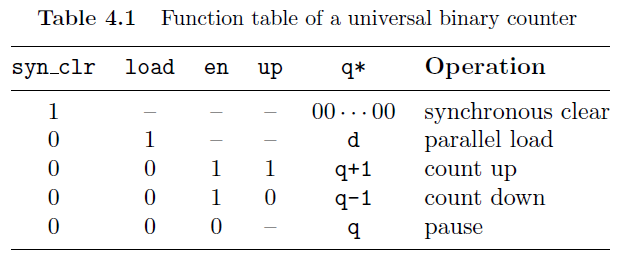 Table 4.1 Function table of a universal binary counter
syn_clr load en up q* Operation
1 – – – 00···00 synchronous clear
0 1 – – d parallel load
0 0 1 1 q+1 count up
0 0 1 0 q-1 count down
0 0 0 – q pause